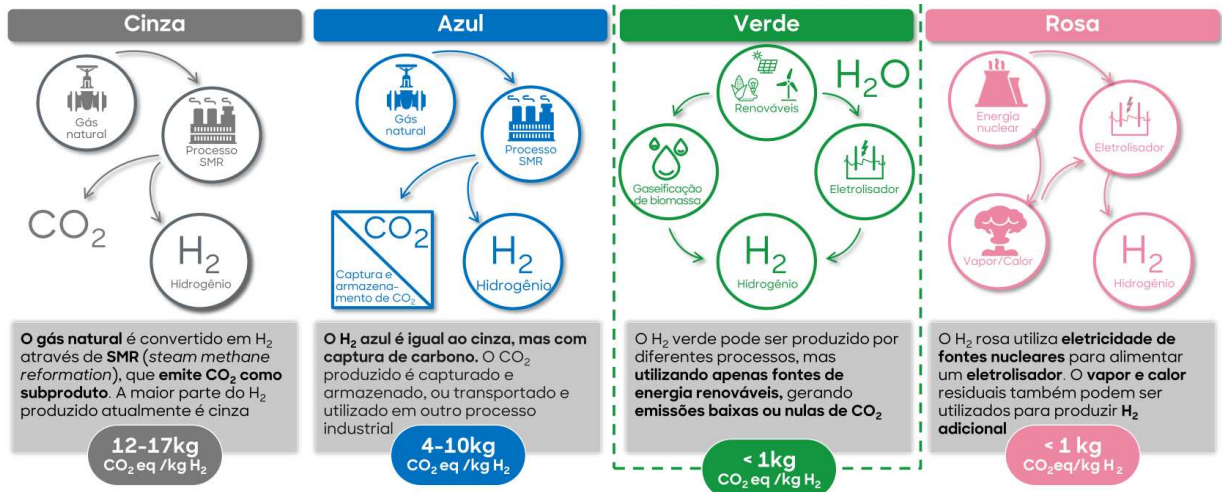 Cinza
Gás
natural
Processo
SMR
CO₂
H₂
Hidrogênio
O gás natural é convertido em H₂
através de SMR (steam methane
reformation), que emite CO₂ como
subproduto. A maior parte do H₂
produzido atualmente é cinza
12-17kg
CO₂ eq /kg H₂
Azul
Gás
natural
Processo
SMR
CO₂
Captura e
armazena-
mento de CO₂
H₂
Hidrogênio
O H₂ azul é igual ao cinza, mas com
captura de carbono. O CO₂
produzido é capturado e
armazenado, ou transportado e
utilizado em outro processo
industrial
4-10kg
CO₂ eq /kg H₂
Verde
Renováveis
H₂O
Gaseificação
de biomassa
Eletrolisador
H₂
Hidrogênio
O H₂ verde pode ser produzido por
diferentes processos, mas
utilizando apenas fontes de
energia renováveis, gerando
emissões baixas ou nulas de CO₂
< 1kg
CO₂ eq /kg H₂
Rosa
Energia
nuclear
Eletrolisador
Vapor/Calor
H₂
Hidrogênio
O H₂ rosa utiliza eletricidade de
fontes nucleares para alimentar
um eletrolisador. O vapor e calor
residuais também podem ser
utilizados para produzir H₂
adicional
< 1 kg
CO₂eq/kg H₂